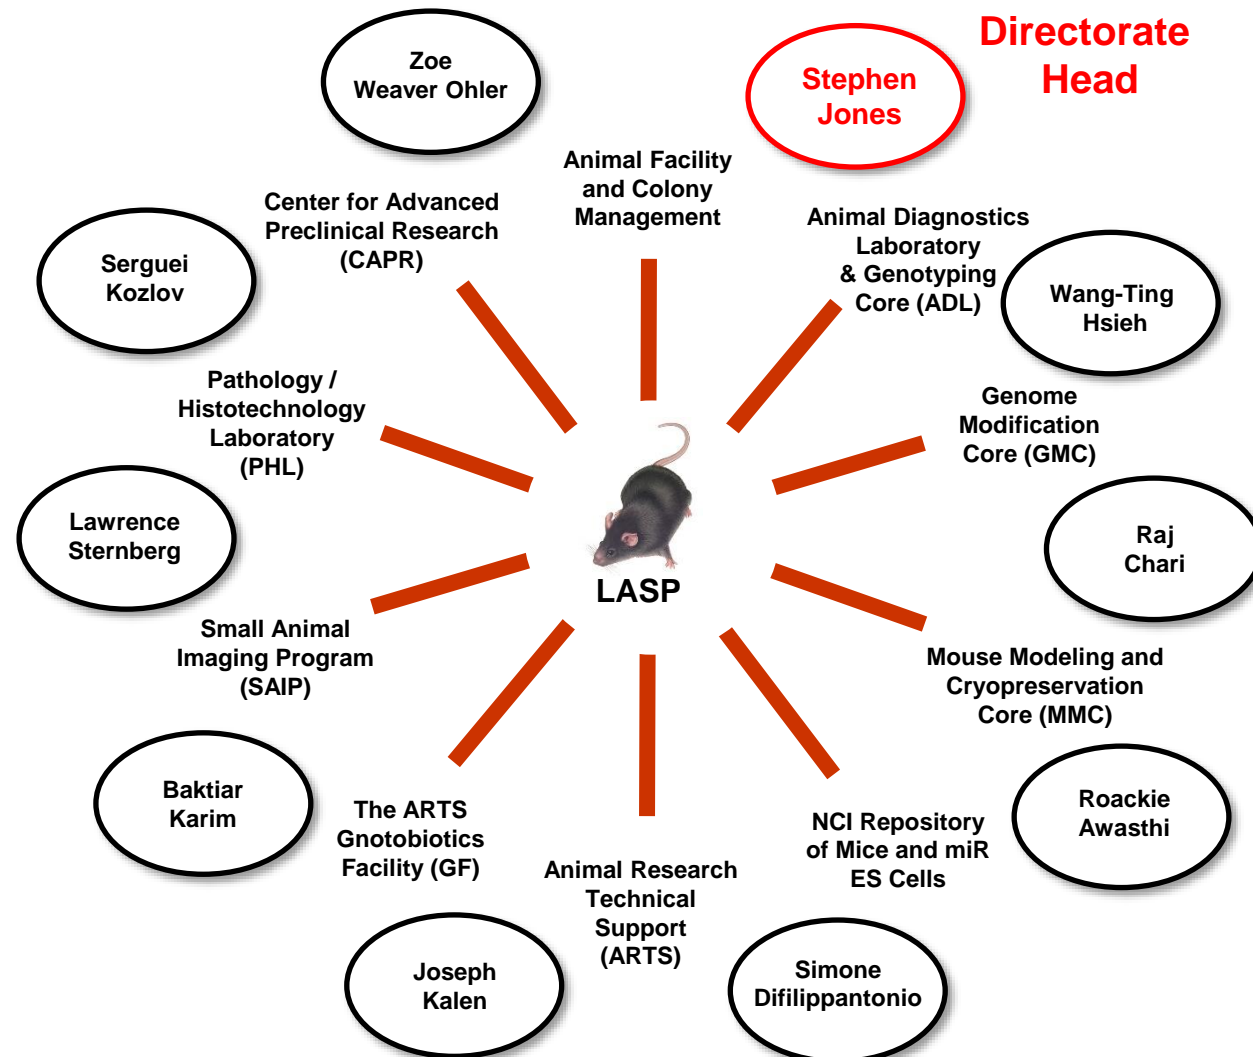 Directorate
Head
Zoe
Weaver Ohler
Stephen
Jones
Animal Facility
and Colony
Management
Center for Advanced
Preclinical Research
(CAPR)
Animal Diagnostics
Laboratory
& Genotyping
Core (ADL)
Serguei
Kozlov
Wang-Ting
Hsieh
Pathology /
Histotechnology
Laboratory
(PHL)
Genome
Modification
Core (GMC)
Lawrence
Sternberg
Raj
Chari
LASP
Small Animal
Imaging Program
(SAIP)
Mouse Modeling and
Cryopreservation
Core (MMC)
Baktiar
Karim
Roackie
Awasthi
The ARTS
Gnotobiotics
Facility (GF)
NCI Repository
of Mice and miR
ES Cells
Animal Research
Technical
Support
(ARTS)
Joseph
Kalen
Simone
Difilippantonio